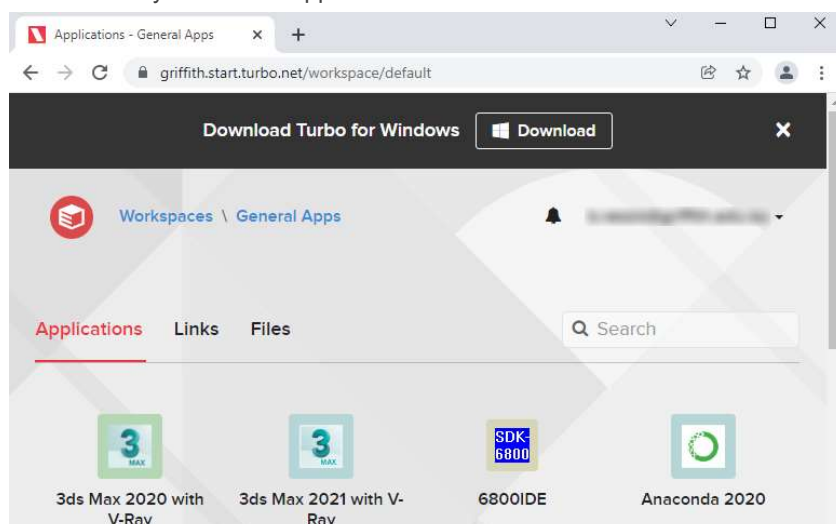 Applications - General Apps
griffith.start.turbo.net/workspace/default
Download Turbo for Windows Download
Workspaces \ General Apps
Applications Links Files Search
3 MAX
3 MAX
SDK-
6800
3ds Max 2020 with
V-Ray
3ds Max 2021 with V-
Ray
6800IDE
Anaconda 2020